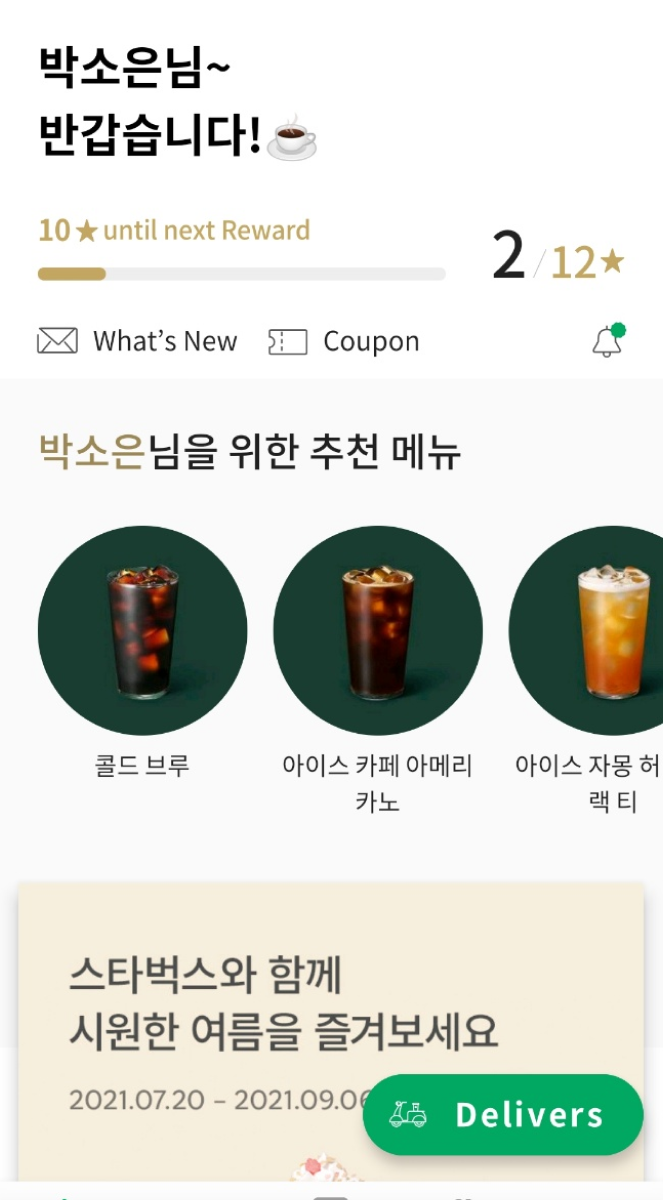 박소은님~
반갑습니다!
10 ★ until next Reward
2 / 12 ★
What's New
Coupon
박소은님을 위한 추천 메뉴
콜드 브루
아이스 카페 아메리
카노
아이스 자몽 허
랙 티
스타벅스와 함께
시원한 여름을 즐겨보세요
2021.07.20 – 2021.09.06
Delivers